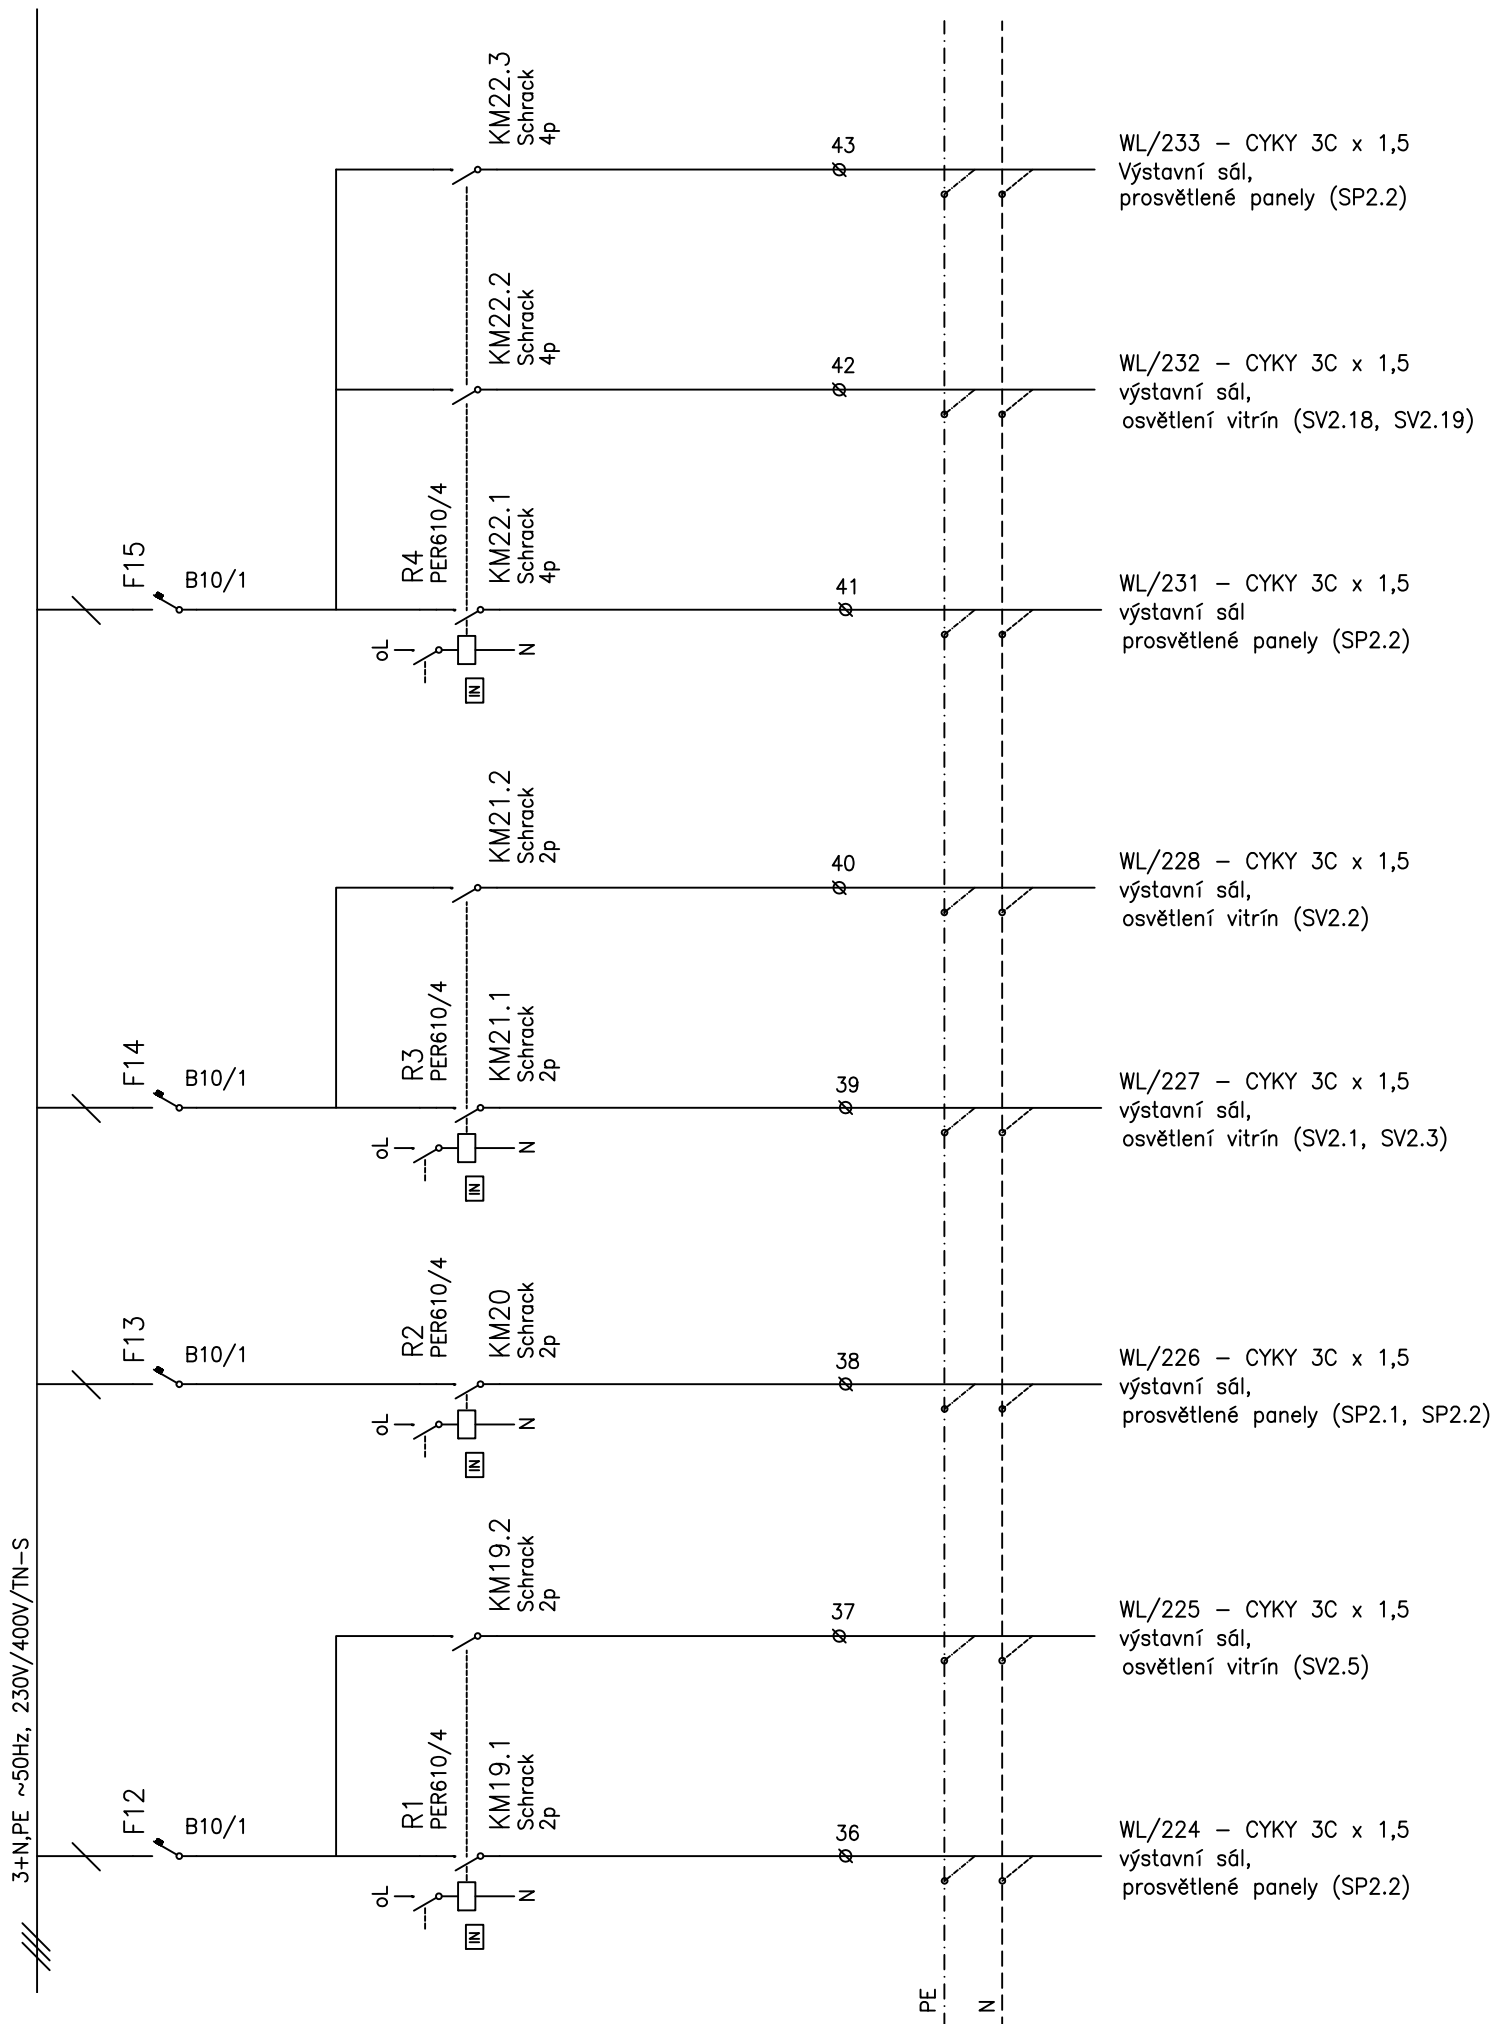 KM22.3
Schrack
4p
43
WL/233 – CYKY 3C x 1,5
Výstavní sál,
prosvětlené panely (SP2.2)
KM22.2
Schrack
4p
42
WL/232 – CYKY 3C x 1,5
výstavní sál,
osvětlení vitrín (SV2.18, SV2.19)
F15
B10/1
R4
PER610/4
KM22.1
Schrack
4p
oL
N
IN
41
WL/231 – CYKY 3C x 1,5
výstavní sál
prosvětlené panely (SP2.2)
KM21.2
Schrack
2p
40
WL/228 – CYKY 3C x 1,5
výstavní sál,
osvětlení vitrín (SV2.2)
F14
B10/1
R3
PER610/4
KM21.1
Schrack
2p
oL
N
IN
39
WL/227 – CYKY 3C x 1,5
výstavní sál,
osvětlení vitrín (SV2.1, SV2.3)
F13
B10/1
R2
PER610/4
KM20
Schrack
2p
oL
N
IN
38
WL/226 – CYKY 3C x 1,5
výstavní sál,
prosvětlené panely (SP2.1, SP2.2)
KM19.2
Schrack
2p
37
WL/225 – CYKY 3C x 1,5
výstavní sál,
osvětlení vitrín (SV2.5)
3+N,PE ~50Hz, 230V/400V/TN–S
F12
B10/1
R1
PER610/4
KM19.1
Schrack
2p
oL
N
IN
36
WL/224 – CYKY 3C x 1,5
výstavní sál,
prosvětlené panely (SP2.2)
PE
N